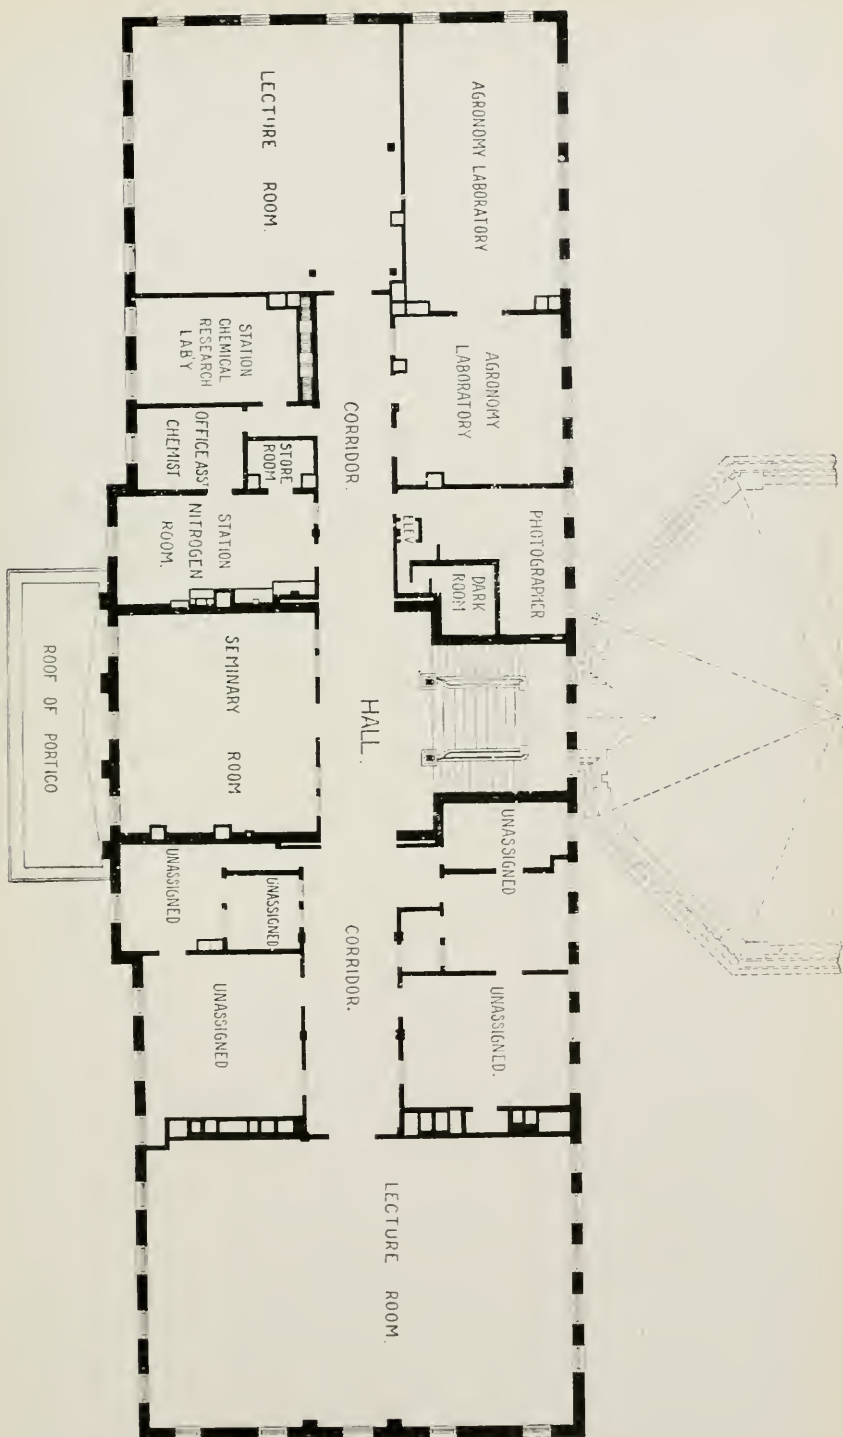 LECTURE ROOM.
AGRONOMY LABORATORY
STATION
CHEMICAL
RESEARCH
LAB'Y
AGRONOMY
LABORATORY
CORRIDOR.
OFFICE ASS'T
CHEMIST
STORE
ROOM
STATION
NITROGEN
ROOM.
ELEV
DARK
ROOM
PHOTOGRAPHER
ROOF OF PORTICO
SEMINARY ROOM
HALL.
UNASSIGNED
UNASSIGNED
UNASSIGNED
UNASSIGNED
CORRIDOR.
UNASSIGNED.
LECTURE ROOM.